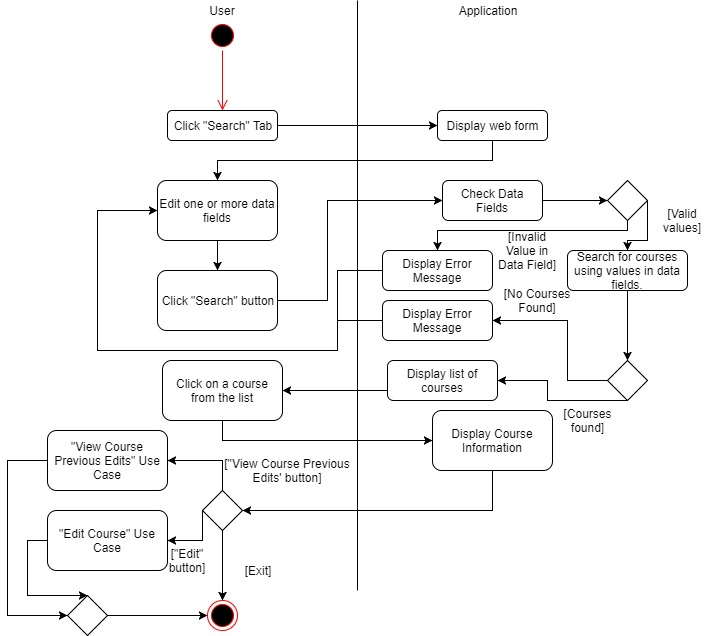 User
Application
Click "Search" Tab
Display web form
Edit one or more data
fields
Check Data
Fields
[Valid
values]
[Invalid
Value in
Data Field]
Display Error
Message
Search for courses
using values in data
fields.
Click "Search" button
[No Courses
Found]
Display Error
Message
Click on a course
from the list
Display list of
courses
[Courses
found]
Display Course
Information
"View Course
Previous Edits" Use
Case
["View Course Previous
Edits' button]
"Edit Course" Use
Case
["Edit"
button]
[Exit]